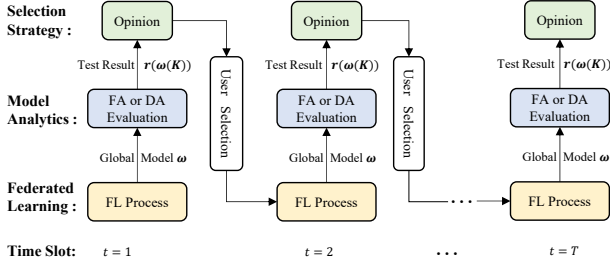 Selection
Strategy :
Opinion
Opinion
Opinion
Test Result r(ω(K))
Test Result r(ω(K))
Test Result r(ω(K))
User Selection
User Selection
Model
Analytics :
FA or DA
Evaluation
FA or DA
Evaluation
FA or DA
Evaluation
Global Model ω
Global Model ω
Global Model ω
Federated
Learning :
FL Process
FL Process
...
FL Process
Time Slot: t = 1 t = 2 ... t = T